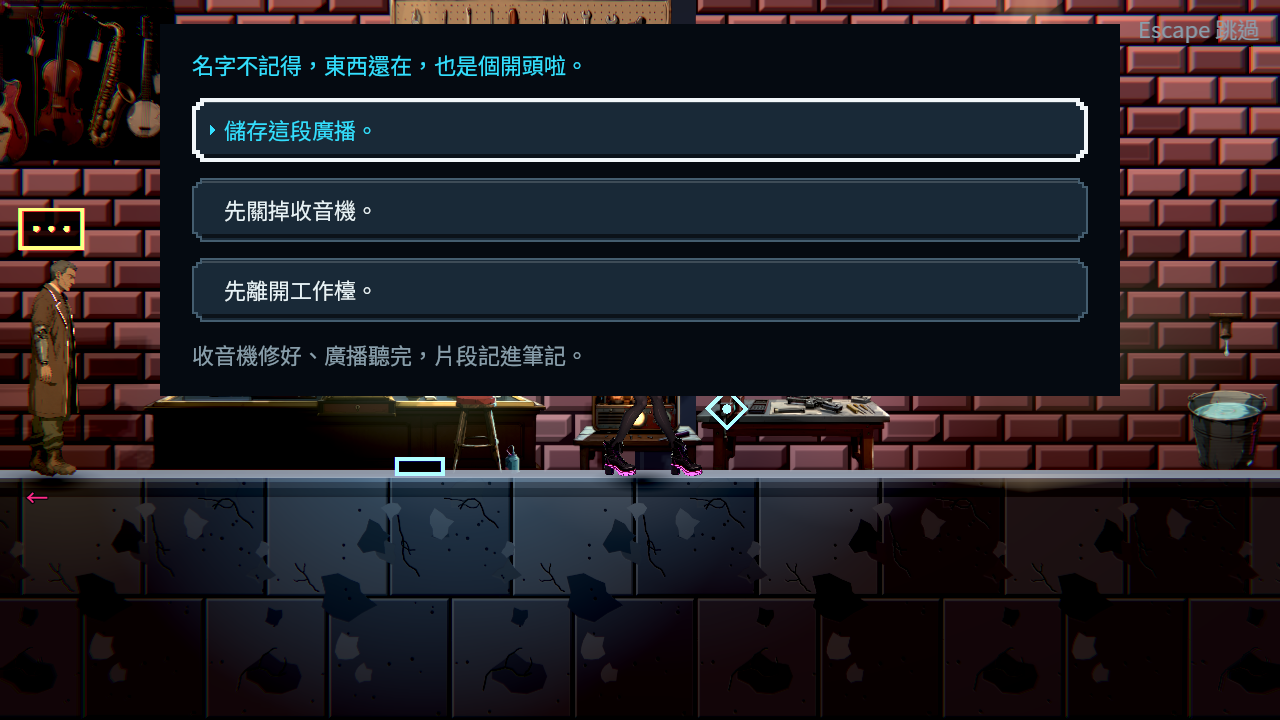 Escape 跳過
名字不記得，東西還在，也是個開頭啦。
儲存這段廣播。
先關掉收音機。
先離開工作檯。
收音機修好、廣播聽完，片段記進筆記。